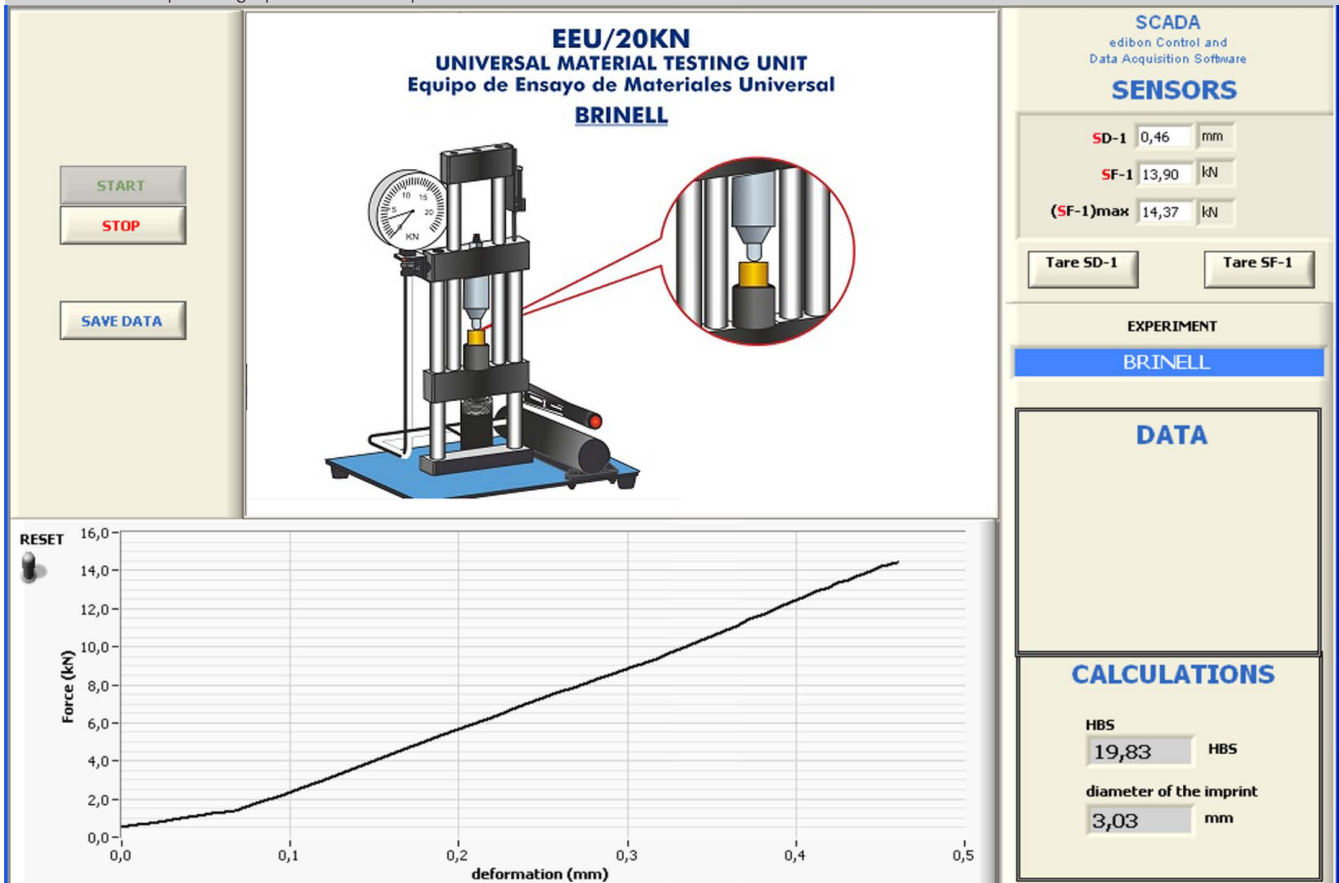 EEU/20KN
UNIVERSAL MATERIAL TESTING UNIT
Equipo de Ensayo de Materiales Universal
BRINELL
START
STOP
SAVE DATA
5
10
15
20
KN
SCADA
edibon Control and
Data Acquisition Software
SENSORS
SD-1 0,46 mm
SF-1 13,90 kN
(SF-1)max 14,37 kN
Tare SD-1 Tare SF-1
EXPERIMENT
BRINELL
DATA
CALCULATIONS
HBS
19,83 HBS
diameter of the imprint
3,03 mm
RESET
Force (kN)
16,0
14,0
12,0
10,0
8,0
6,0
4,0
2,0
0,0
0,0 0,1 0,2 0,3 0,4 0,5
deformation (mm)